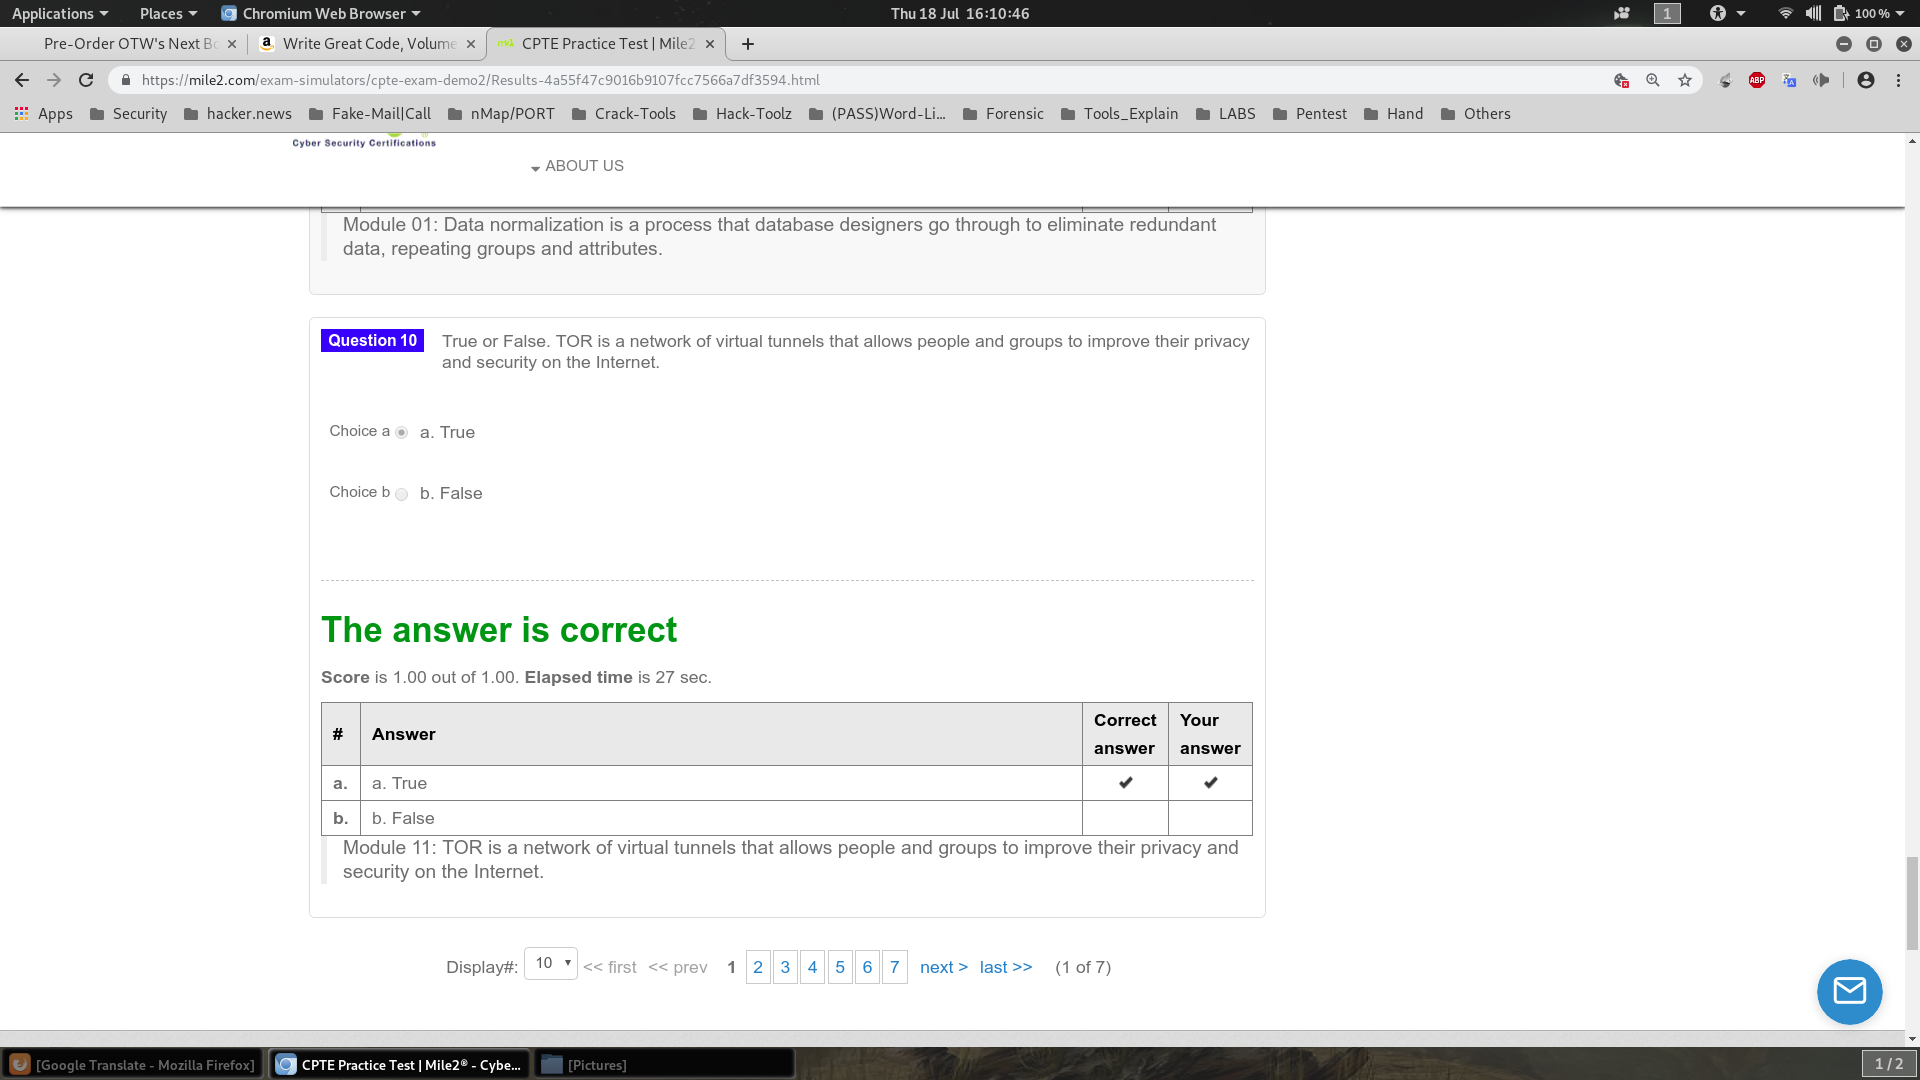 Applications Places Chromium Web Browser Thu 18 Jul 16:10:46 1 100 %
Pre-Order OTW's Next Bo Write Great Code, Volume CPTE Practice Test | Mile2
https://mile2.com/exam-simulators/cpte-exam-demo2/Results-4a55f47c9016b9107fcc7566a7df3594.html ABP
Apps Security hacker.news Fake-Mail|Call nMap/PORT Crack-Tools Hack-Toolz (PASS)Word-Li... Forensic Tools_Explain LABS Pentest Hand Others
Cyber Security Certifications
ABOUT US
Module 01: Data normalization is a process that database designers go through to eliminate redundant
data, repeating groups and attributes.
Question 10 True or False. TOR is a network of virtual tunnels that allows people and groups to improve their privacy
and security on the Internet.
Choice a a. True
Choice b b. False
The answer is correct
Score is 1.00 out of 1.00. Elapsed time is 27 sec.
# Answer Correct answer Your answer
a. a. True
b. b. False
Module 11: TOR is a network of virtual tunnels that allows people and groups to improve their privacy and
security on the Internet.
Display#: 10 << first << prev 1 2 3 4 5 6 7 next > last >> (1 of 7)
[Google Translate - Mozilla Firefox] CPTE Practice Test | Mile2® - Cybe... [Pictures] 1 / 2